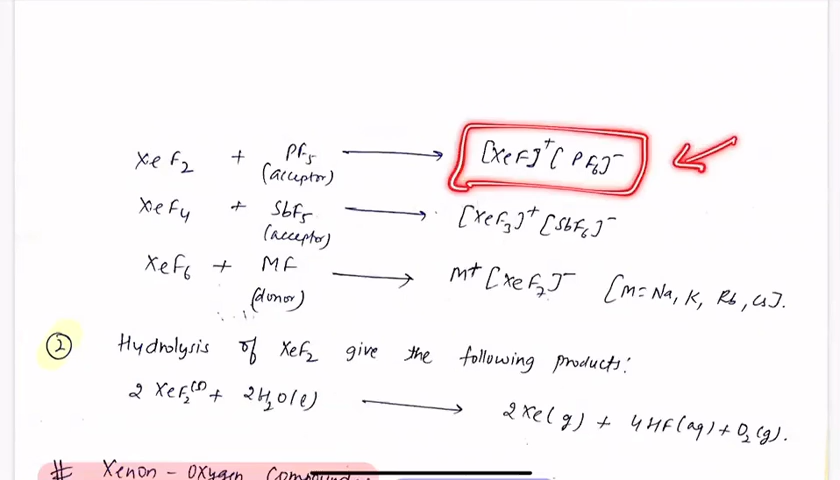 XeF₂ + PF₅ ⟶ [XeF]⁺[PF₆]⁻
(acceptor)
XeF₄ + SbF₅ ⟶ [XeF₃]⁺[SbF₆]⁻
(acceptor)
XeF₆ + MF ⟶ M⁺[XeF₇]⁻ [M=Na, K, Rb, Cs].
(donor)
② Hydrolysis of XeF₂ give the following products:
2XeF₂(s) + 2H₂O(l) ⟶ 2Xe(g) + 4HF(aq) + O₂(g).
# Xenon - oxygen compounds